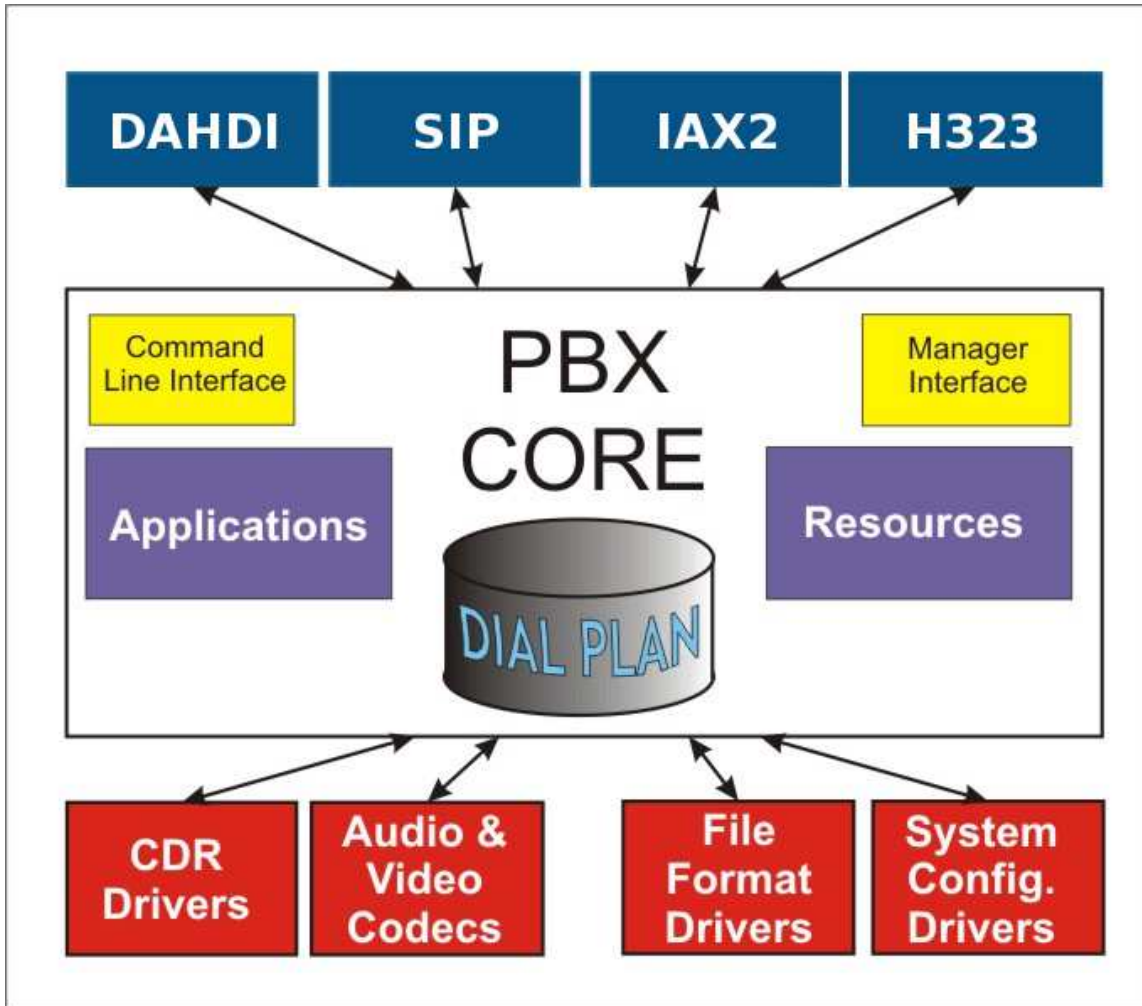 DAHDI
SIP
IAX2
H323
Command
Line Interface
PBX
CORE
Manager
Interface
Applications
Resources
DIAL PLAN
CDR
Drivers
Audio &
Video
Codecs
File
Format
Drivers
System
Config.
Drivers